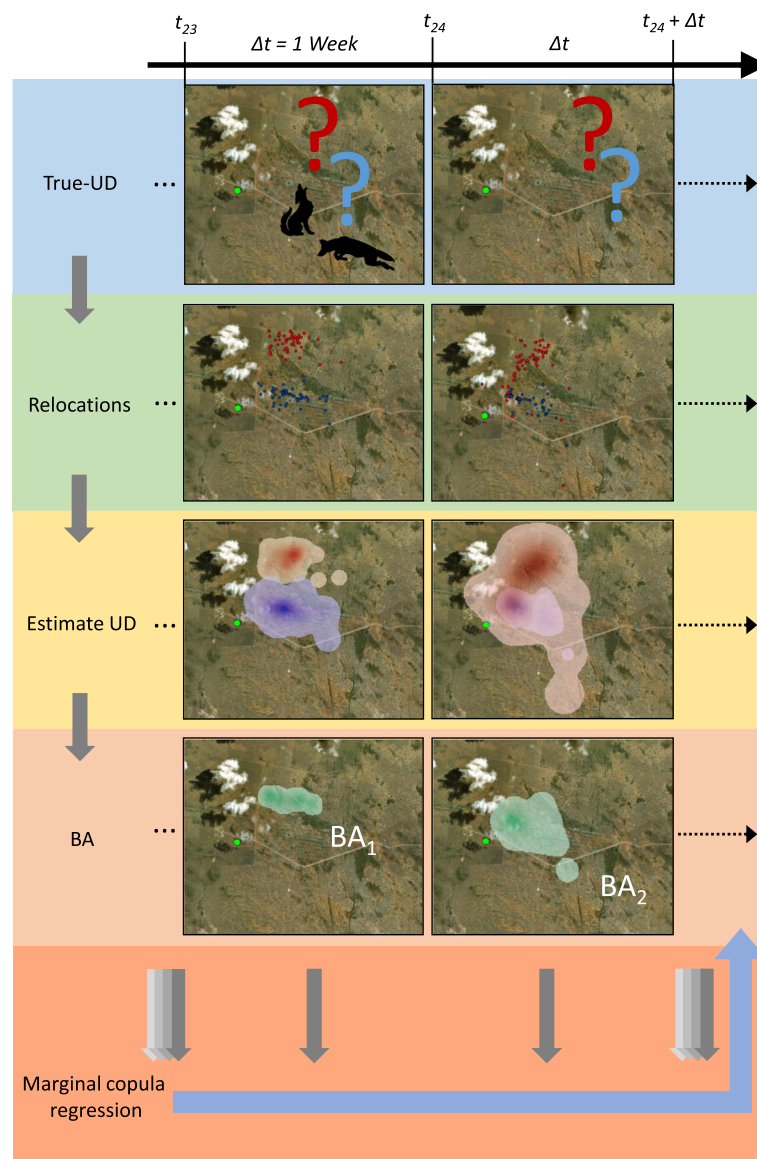 t23
Δt = 1 Week
t24
Δt
t24 + Δt
True-UD
...
?
?
?
?
Relocations
...
Estimate UD
...
BA
...
BA1
BA2
Marginal copula
regression